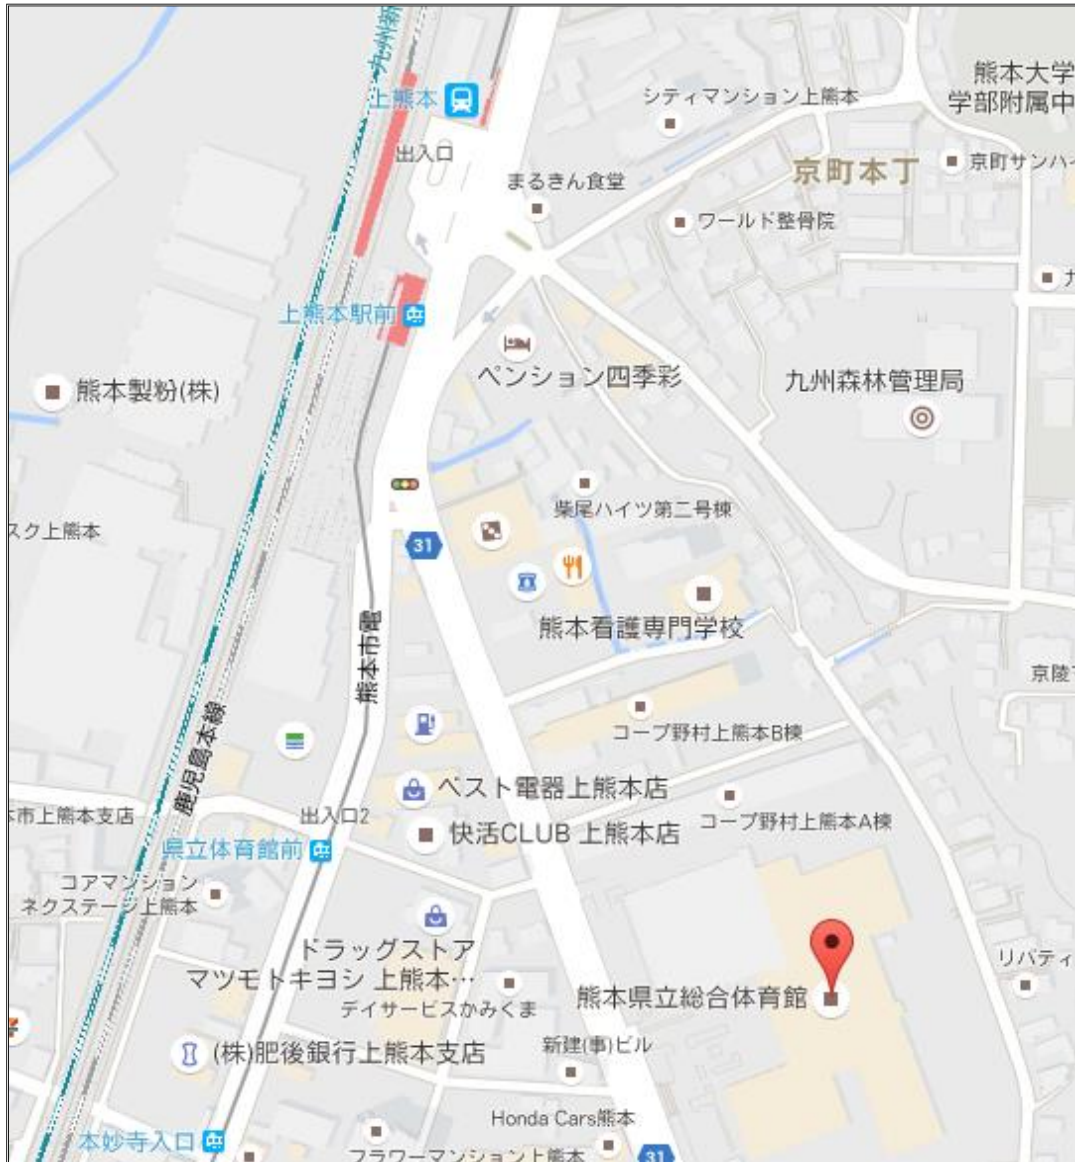 九州新
上熊本
出入口
シティマンション上熊本
熊本大学
学部附属中
まるきん食堂
京町本丁
京町サンハイ
ワールド整骨院
上熊本駅前
ペンション四季彩
熊本製粉(株)
九州森林管理局
スク上熊本
31
柴尾ハイツ第二号棟
熊本看護専門学校
熊本市電
京陵
鹿児島本線
コープ野村上熊本B棟
ベスト電器上熊本店
本市上熊本支店
出入口2
快活CLUB 上熊本店
コープ野村上熊本A棟
県立体育館前
コアマンション
ネクステージ上熊本
ドラッグストア
マツモトキヨシ 上熊本…
デイサービスかみくま
熊本県立総合体育館
リバティ
(株)肥後銀行上熊本支店
新建(事)ビル
Honda Cars熊本
本妙寺入口
フラワーマンション上熊本
31